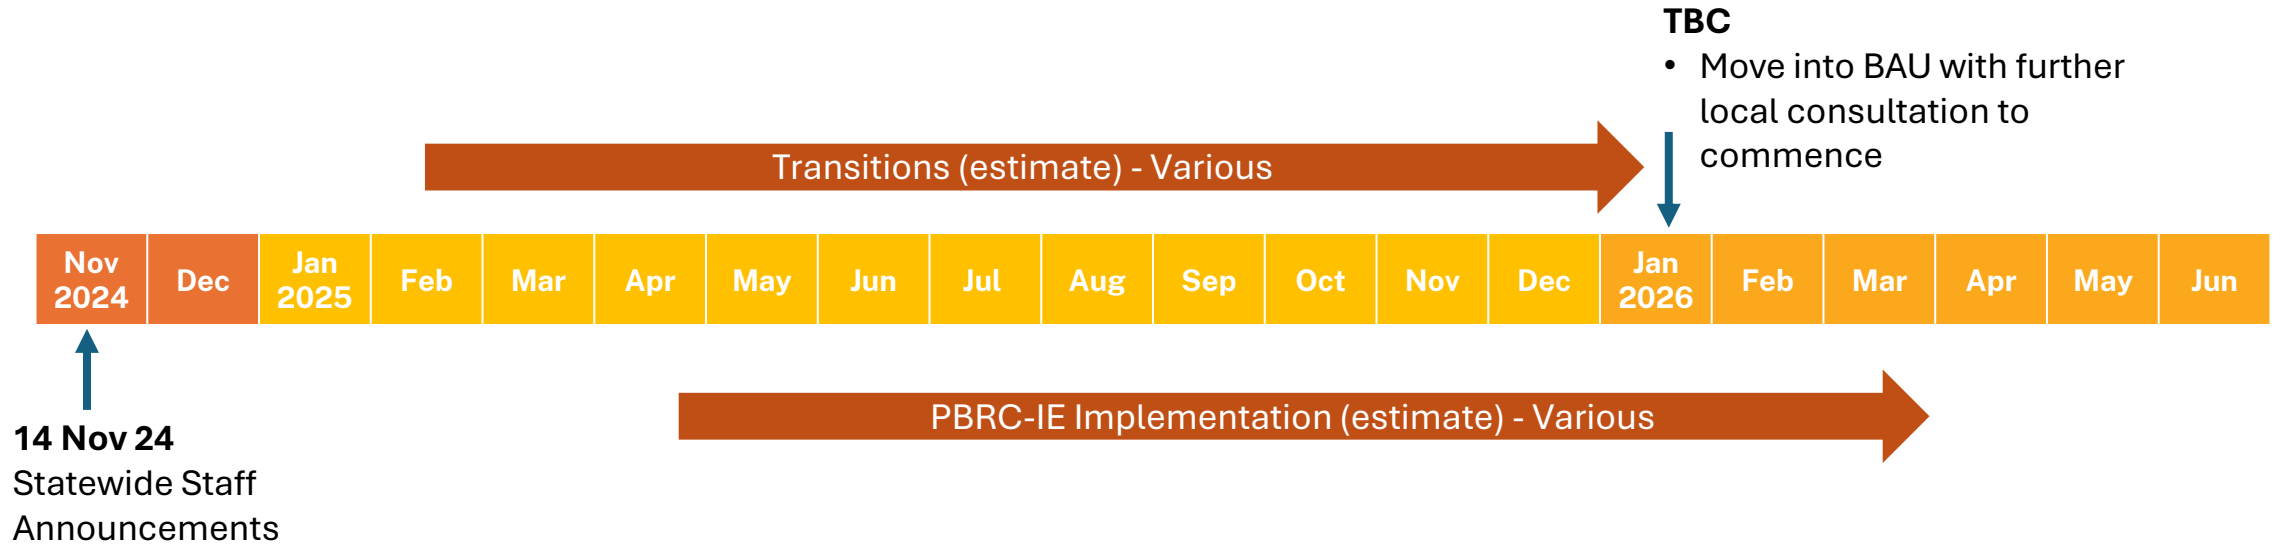 TBC
• Move into BAU with further
local consultation to
commence
Transitions (estimate) - Various
Nov
2024
Dec
Jan
2025
Feb
Mar
Apr
May
Jun
Jul
Aug
Sep
Oct
Nov
Dec
Jan
2026
Feb
Mar
Apr
May
Jun
PBRC-IE Implementation (estimate) - Various
14 Nov 24
Statewide Staff
Announcements